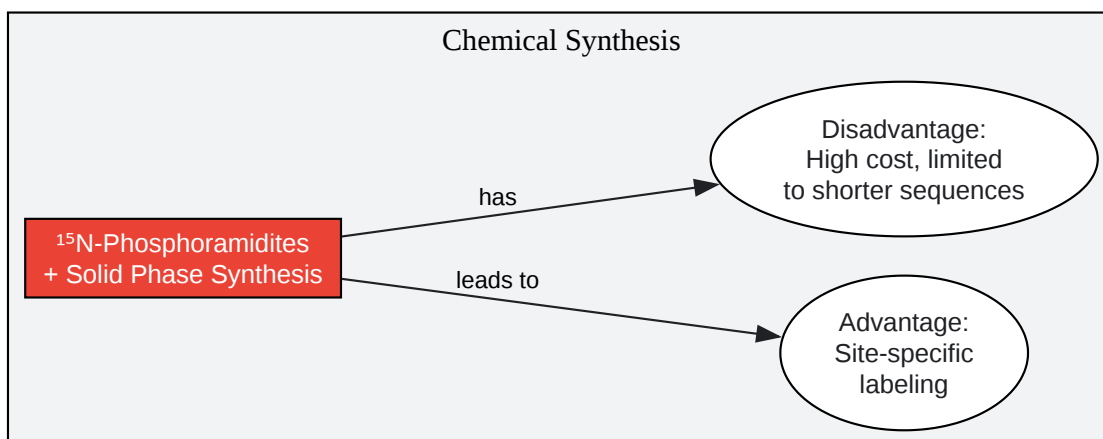 Chemical Synthesis
¹⁵N-Phosphoramidites
+ Solid Phase Synthesis
has
leads to
Disadvantage:
High cost, limited
to shorter sequences
Advantage:
Site-specific
labeling